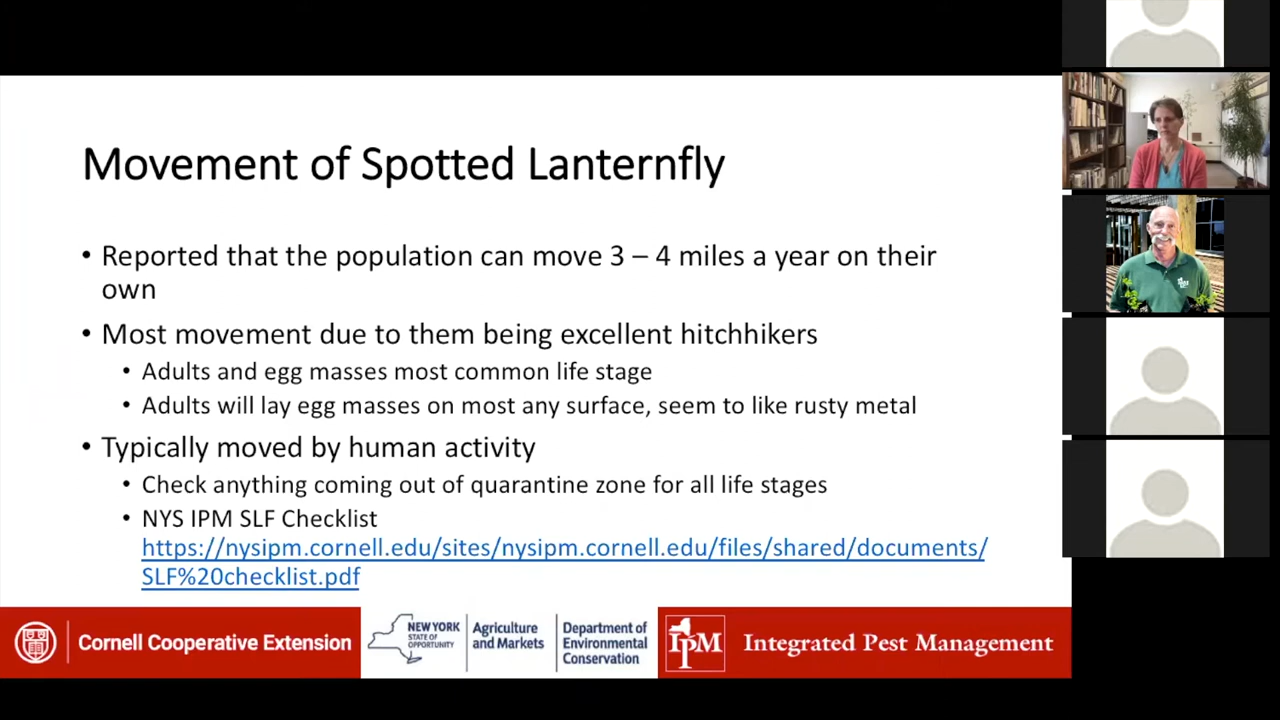 Movement of Spotted Lanternfly
• Reported that the population can move 3 – 4 miles a year on their
own
• Most movement due to them being excellent hitchhikers
• Adults and egg masses most common life stage
• Adults will lay egg masses on most any surface, seem to like rusty metal
• Typically moved by human activity
• Check anything coming out of quarantine zone for all life stages
• NYS IPM SLF Checklist
https://nysipm.cornell.edu/sites/nysipm.cornell.edu/files/shared/documents/
SLF%20checklist.pdf
Cornell Cooperative Extension
NEW YORK
STATE OF
OPPORTUNITY
Agriculture
and Markets
Department of
Environmental
Conservation
IPM
Integrated Pest Management